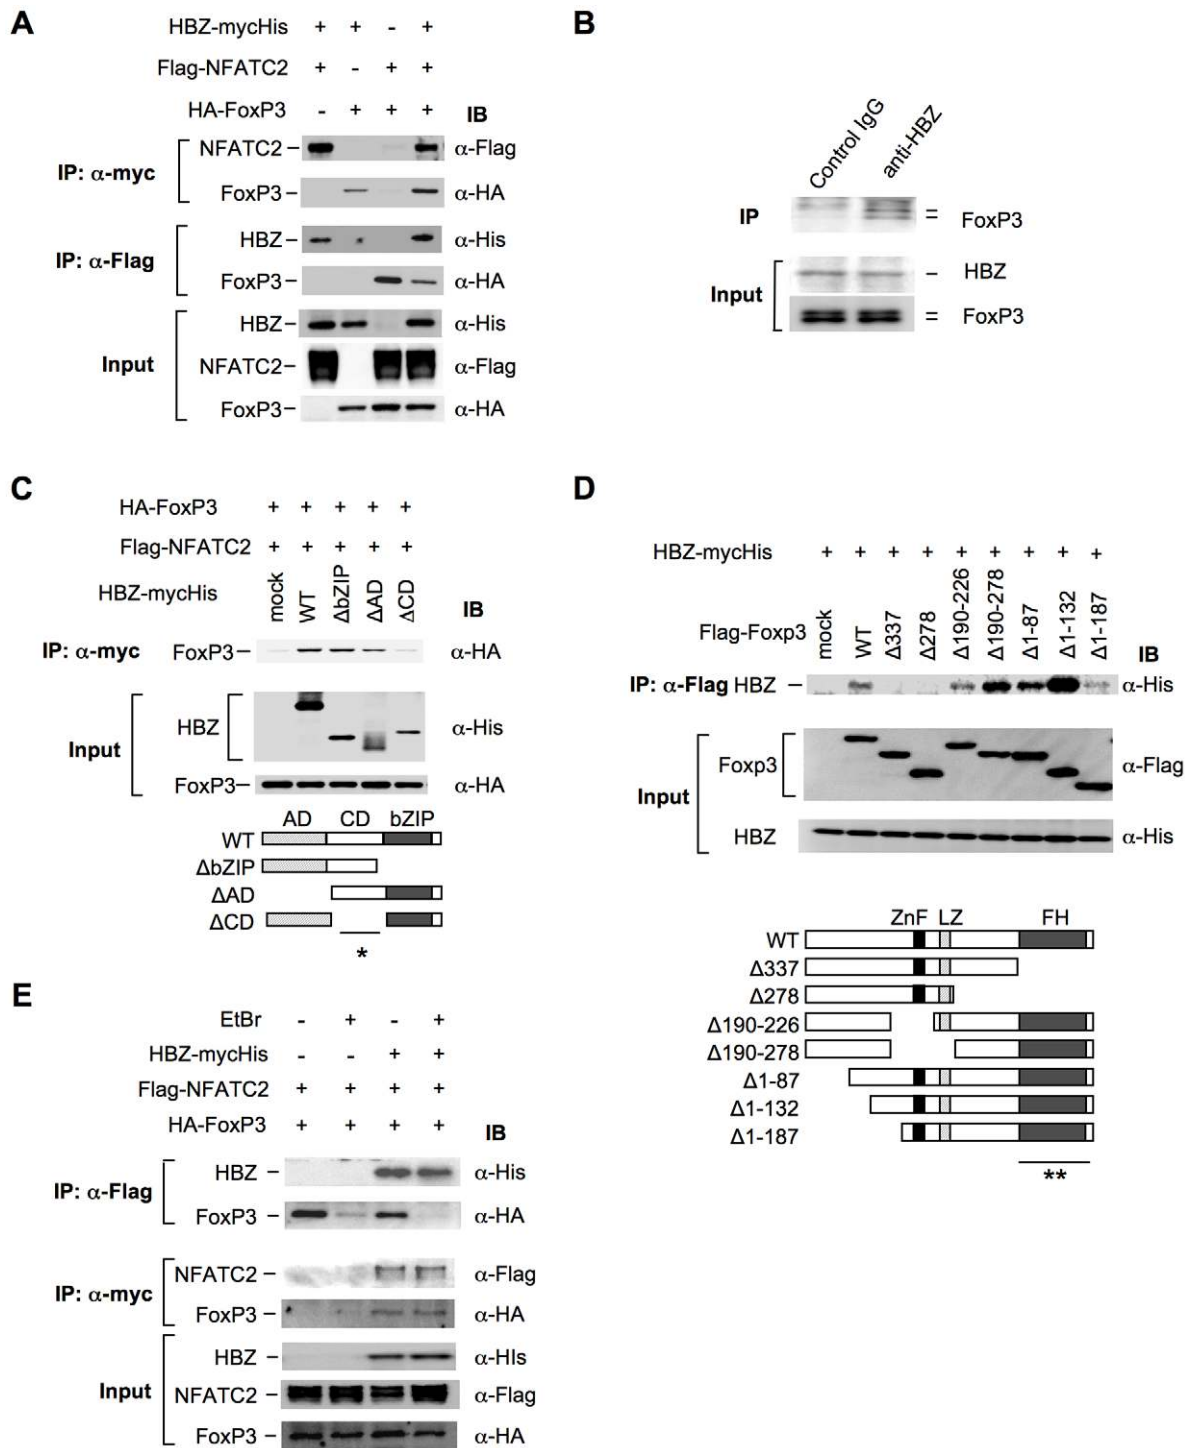 A
HBZ-mycHis + + - +
Flag-NFATC2 + - + +
HA-FoxP3 - + + + IB
IP: α-myc NFATC2 – α-Flag
FoxP3 – α-HA
IP: α-Flag HBZ – α-His
FoxP3 – α-HA
Input HBZ – α-His
NFATC2 – α-Flag
FoxP3 – α-HA
B
Control IgG anti-HBZ
IP = FoxP3
Input – HBZ
= FoxP3
C
HA-FoxP3 + + + + +
Flag-NFATC2 + + + + +
HBZ-mycHis mock WT ΔbZIP ΔAD ΔCD IB
IP: α-myc FoxP3 – α-HA
Input HBZ α-His
FoxP3 – α-HA
AD CD bZIP
WT
ΔbZIP
ΔAD
ΔCD
*
D
HBZ-mycHis + + + + + + + + +
Flag-Foxp3 mock WT Δ337 Δ278 Δ190-226 Δ190-278 Δ1-87 Δ1-132 Δ1-187 IB
IP: α-Flag HBZ – α-His
Input Foxp3 α-Flag
HBZ α-His
ZnF LZ FH
WT
Δ337
Δ278
Δ190-226
Δ190-278
Δ1-87
Δ1-132
Δ1-187
**
E
EtBr - + - +
HBZ-mycHis - - + +
Flag-NFATC2 + + + +
HA-FoxP3 + + + + IB
IP: α-Flag HBZ – α-His
FoxP3 – α-HA
IP: α-myc NFATC2 – α-Flag
FoxP3 – α-HA
Input HBZ – α-HIs
NFATC2 – α-Flag
FoxP3 – α-HA